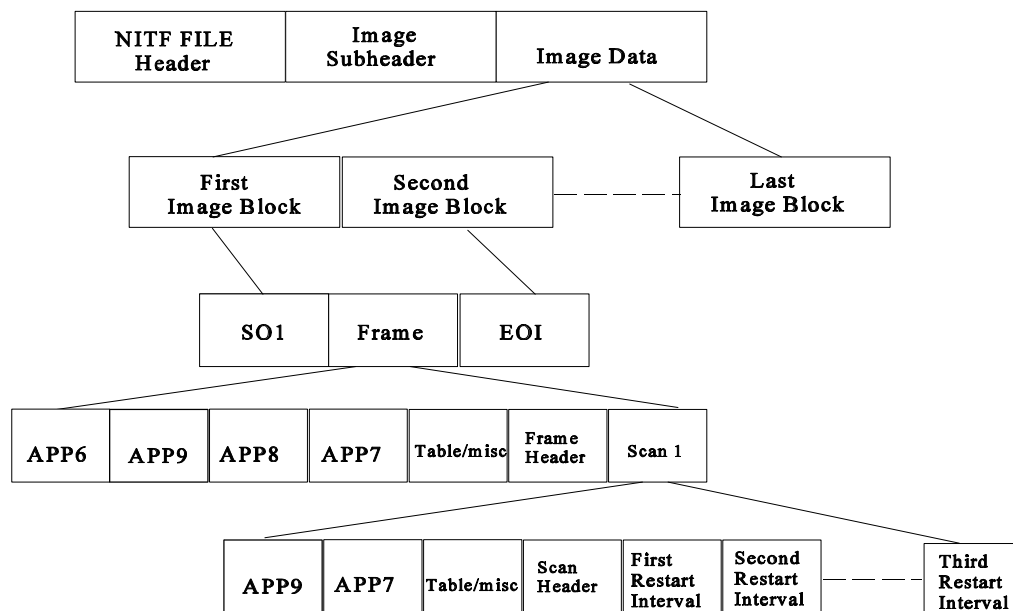 NITF FILE
Header
Image
Subheader
Image Data
First
Image Block
Second
Image Block
Last
Image Block
SO1
Frame
EOI
APP6
APP9
APP8
APP7
Table/misc
Frame
Header
Scan 1
APP9
APP7
Table/misc
Scan
Header
First
Restart
Interval
Second
Restart
Interval
Third
Restart
Interval